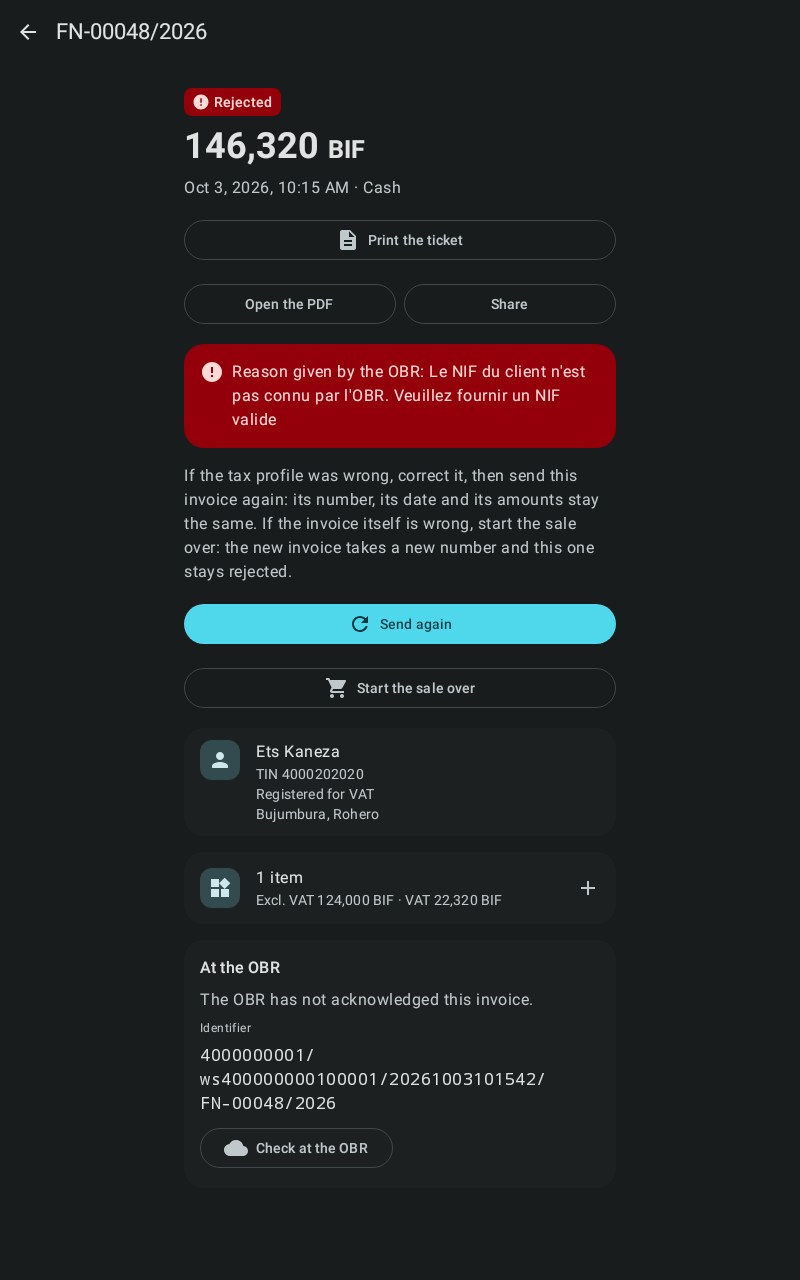 FN-00048/2026
Rejected
146,320 BIF
Oct 3, 2026, 10:15 AM · Cash
Print the ticket
Open the PDF
Share
Reason given by the OBR: Le NIF du client n'est
pas connu par l'OBR. Veuillez fournir un NIF
valide
If the tax profile was wrong, correct it, then send this
invoice again: its number, its date and its amounts stay
the same. If the invoice itself is wrong, start the sale
over: the new invoice takes a new number and this one
stays rejected.
Send again
Start the sale over
Ets Kaneza
TIN 4000202020
Registered for VAT
Bujumbura, Rohero
1 item
Excl. VAT 124,000 BIF · VAT 22,320 BIF
At the OBR
The OBR has not acknowledged this invoice.
Identifier
4000000001/
ws400000000100001/20261003101542/
FN-00048/2026
Check at the OBR